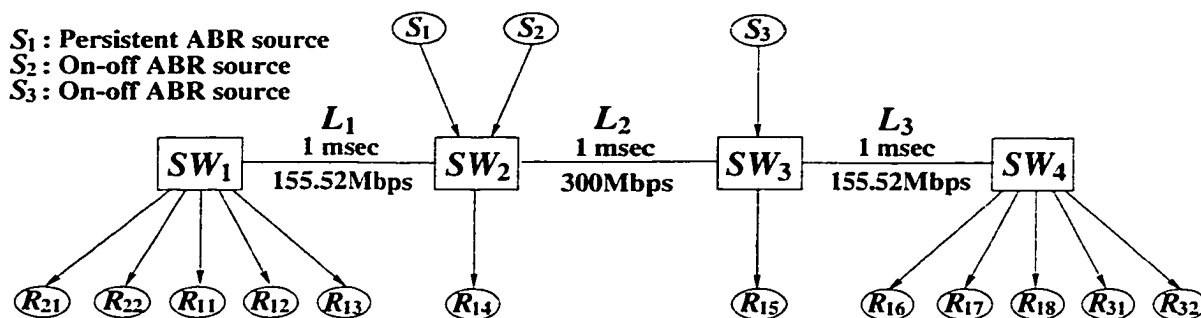 S1 : Persistent ABR source
S2 : On-off ABR source
S3 : On-off ABR source
S1 S2 S3
L1 L2 L3
1 msec 1 msec 1 msec
SW1 SW2 SW3 SW4
155.52Mbps 300Mbps 155.52Mbps
R21 R22 R11 R12 R13 R14 R15 R16 R17 R18 R31 R32